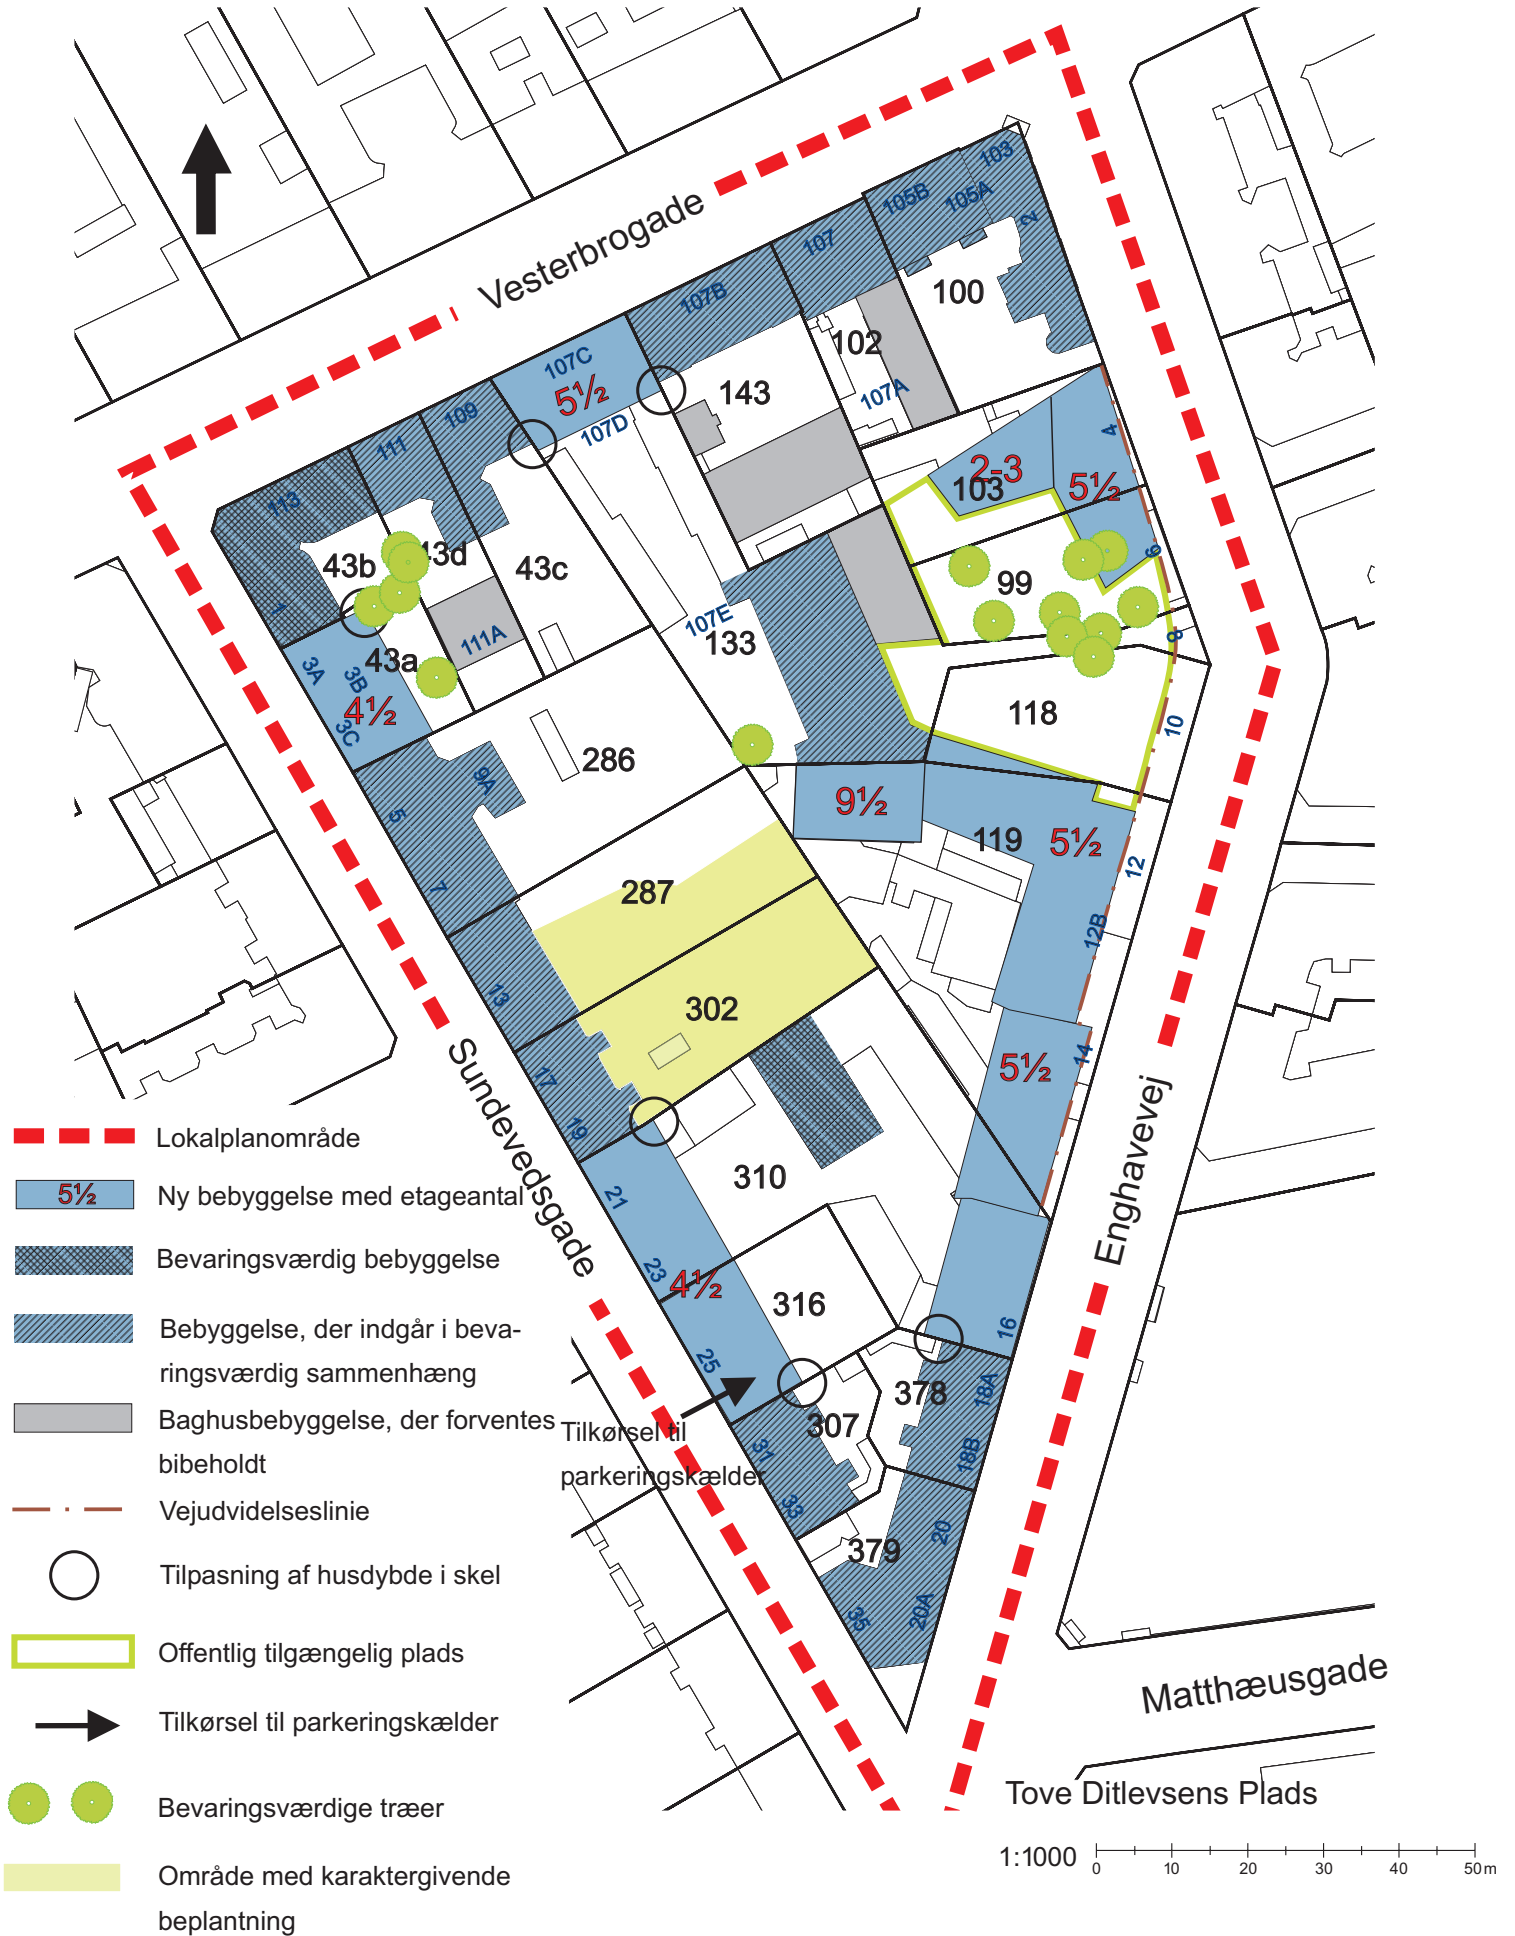 Vesterbrogade
103
105B
105A
2
107
107B
100
102
107C
5½
143
107A
107D
109
111
4
2-3
103
5½
113
6
43b
43d
43c
99
1
107E
133
111A
8
3A
3B
43a
4½
3C
118
10
286
9A
9½
5
119
5½
12
7
287
12B
13
302
14
5½
17
Sundevedsgade
19
Enghavevej
310
21
23
4½
316
16
25
378
18A
307
31
18B
33
20
379
35
20A
Tilkørsel til
parkeringskælder
Matthæusgade
Tove Ditlevsens Plads
1:1000
0 10 20 30 40 50m
Lokalplanområde
5½ Ny bebyggelse med etageantal
Bevaringsværdig bebyggelse
Bebyggelse, der indgår i beva-
ringsværdig sammenhæng
Baghusbebyggelse, der forventes
bibeholdt
Vejudvidelseslinie
Tilpasning af husdybde i skel
Offentlig tilgængelig plads
Tilkørsel til parkeringskælder
Bevaringsværdige træer
Område med karaktergivende
beplantning